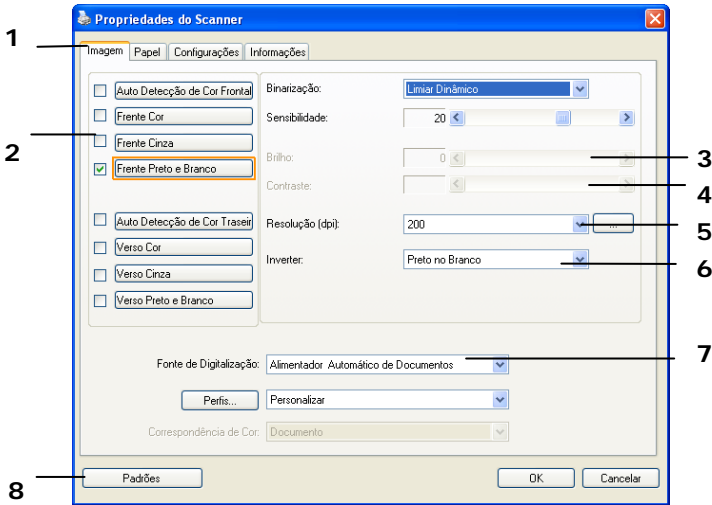 Propriedades do Scanner
1
Imagem Papel Configurações Informações
Auto Detecção de Cor Frontal
Binarização: Limiar Dinâmico
Frente Cor
Sensibilidade: 20
2
Frente Cinza
Frente Preto e Branco
Brilho: 0
3
Contraste:
4
Auto Detecção de Cor Traseir
Resolução (dpi): 200 ...
5
Verso Cor
Inverter: Preto no Branco
6
Verso Cinza
Verso Preto e Branco
Fonte de Digitalização: Alimentador Automático de Documentos
7
Perfis... Personalizar
Correspondência de Cor: Documento
8
Padrões OK Cancelar